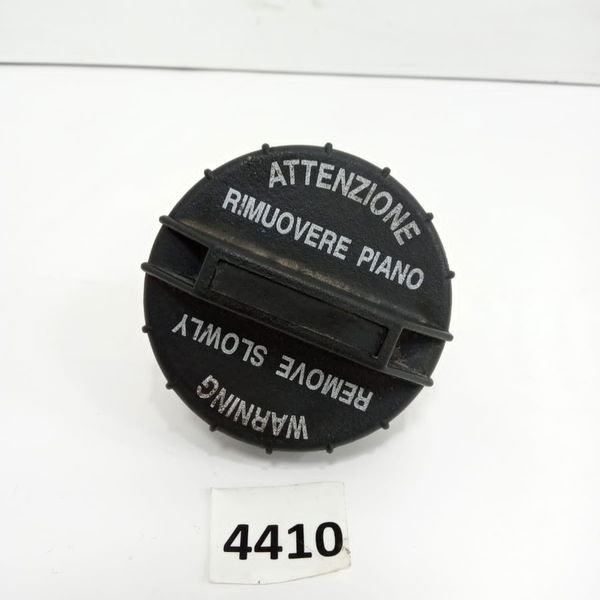 ATTENZIONE
RIMUOVERE PIANO
WARNING
REMOVE SLOWLY
4410